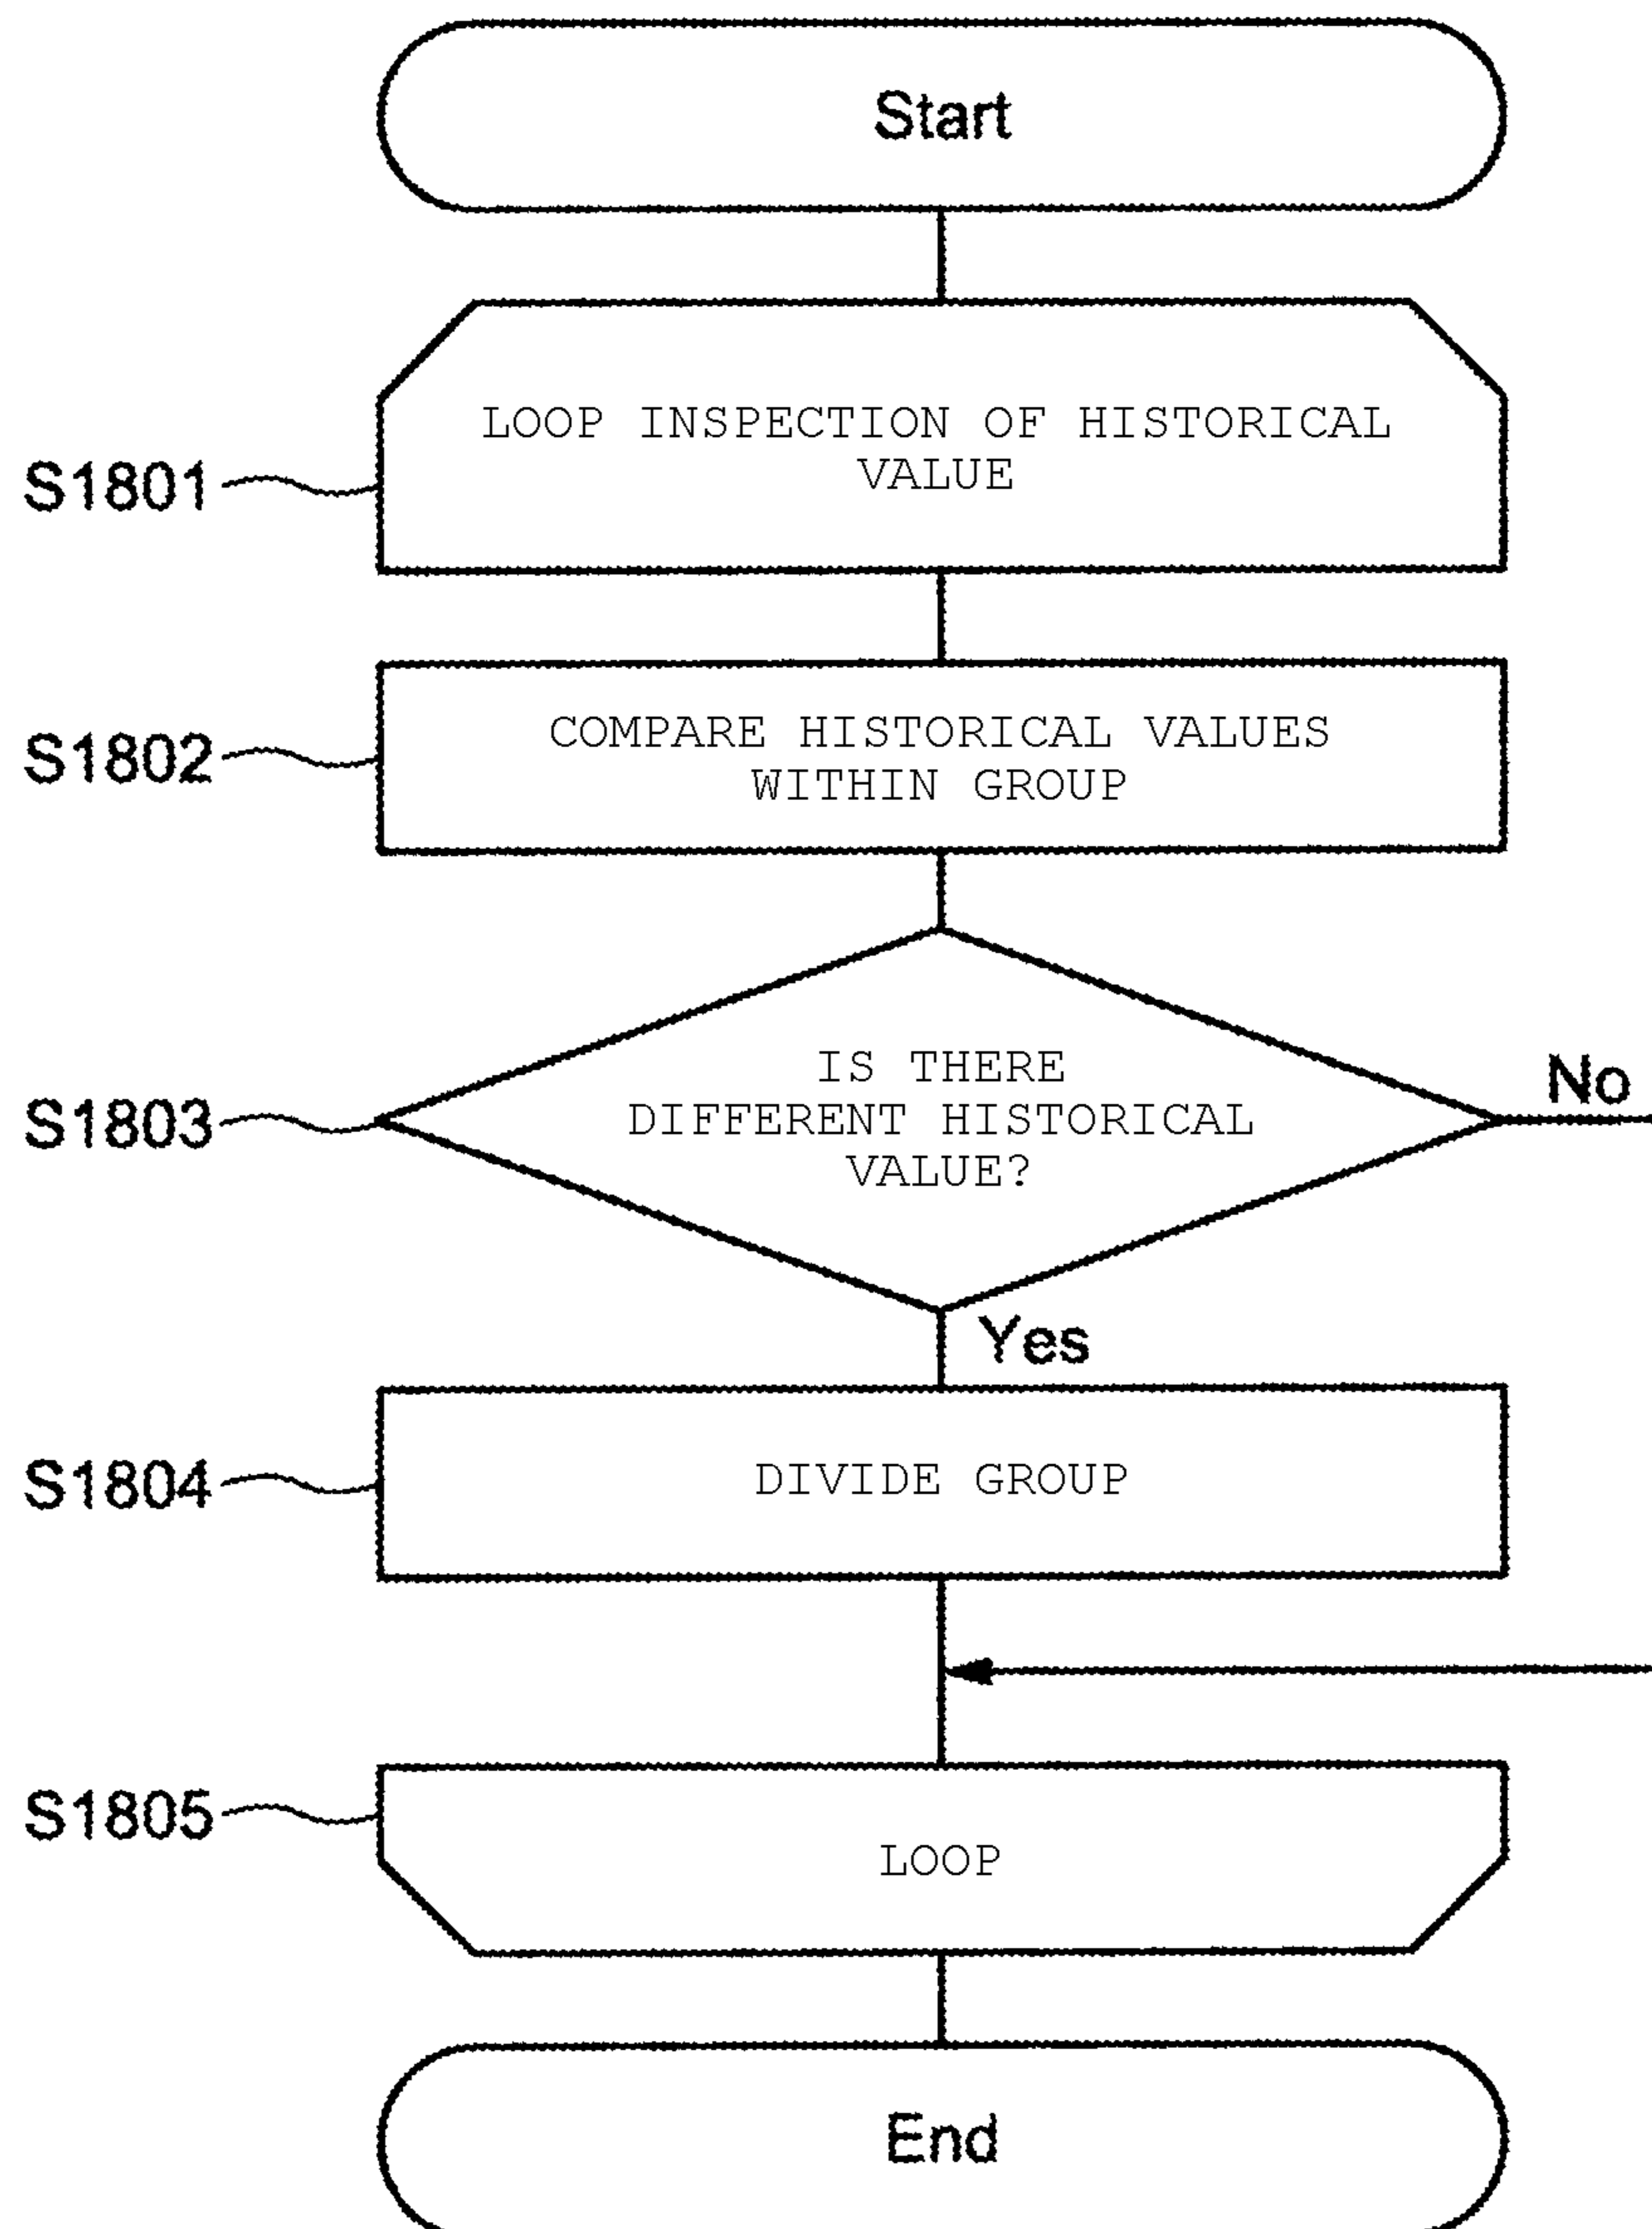 Start
LOOP INSPECTION OF HISTORICAL
VALUE
S1801
COMPARE HISTORICAL VALUES
WITHIN GROUP
S1802
IS THERE
DIFFERENT HISTORICAL
VALUE?
S1803
No
Yes
DIVIDE GROUP
S1804
S1805
LOOP
End